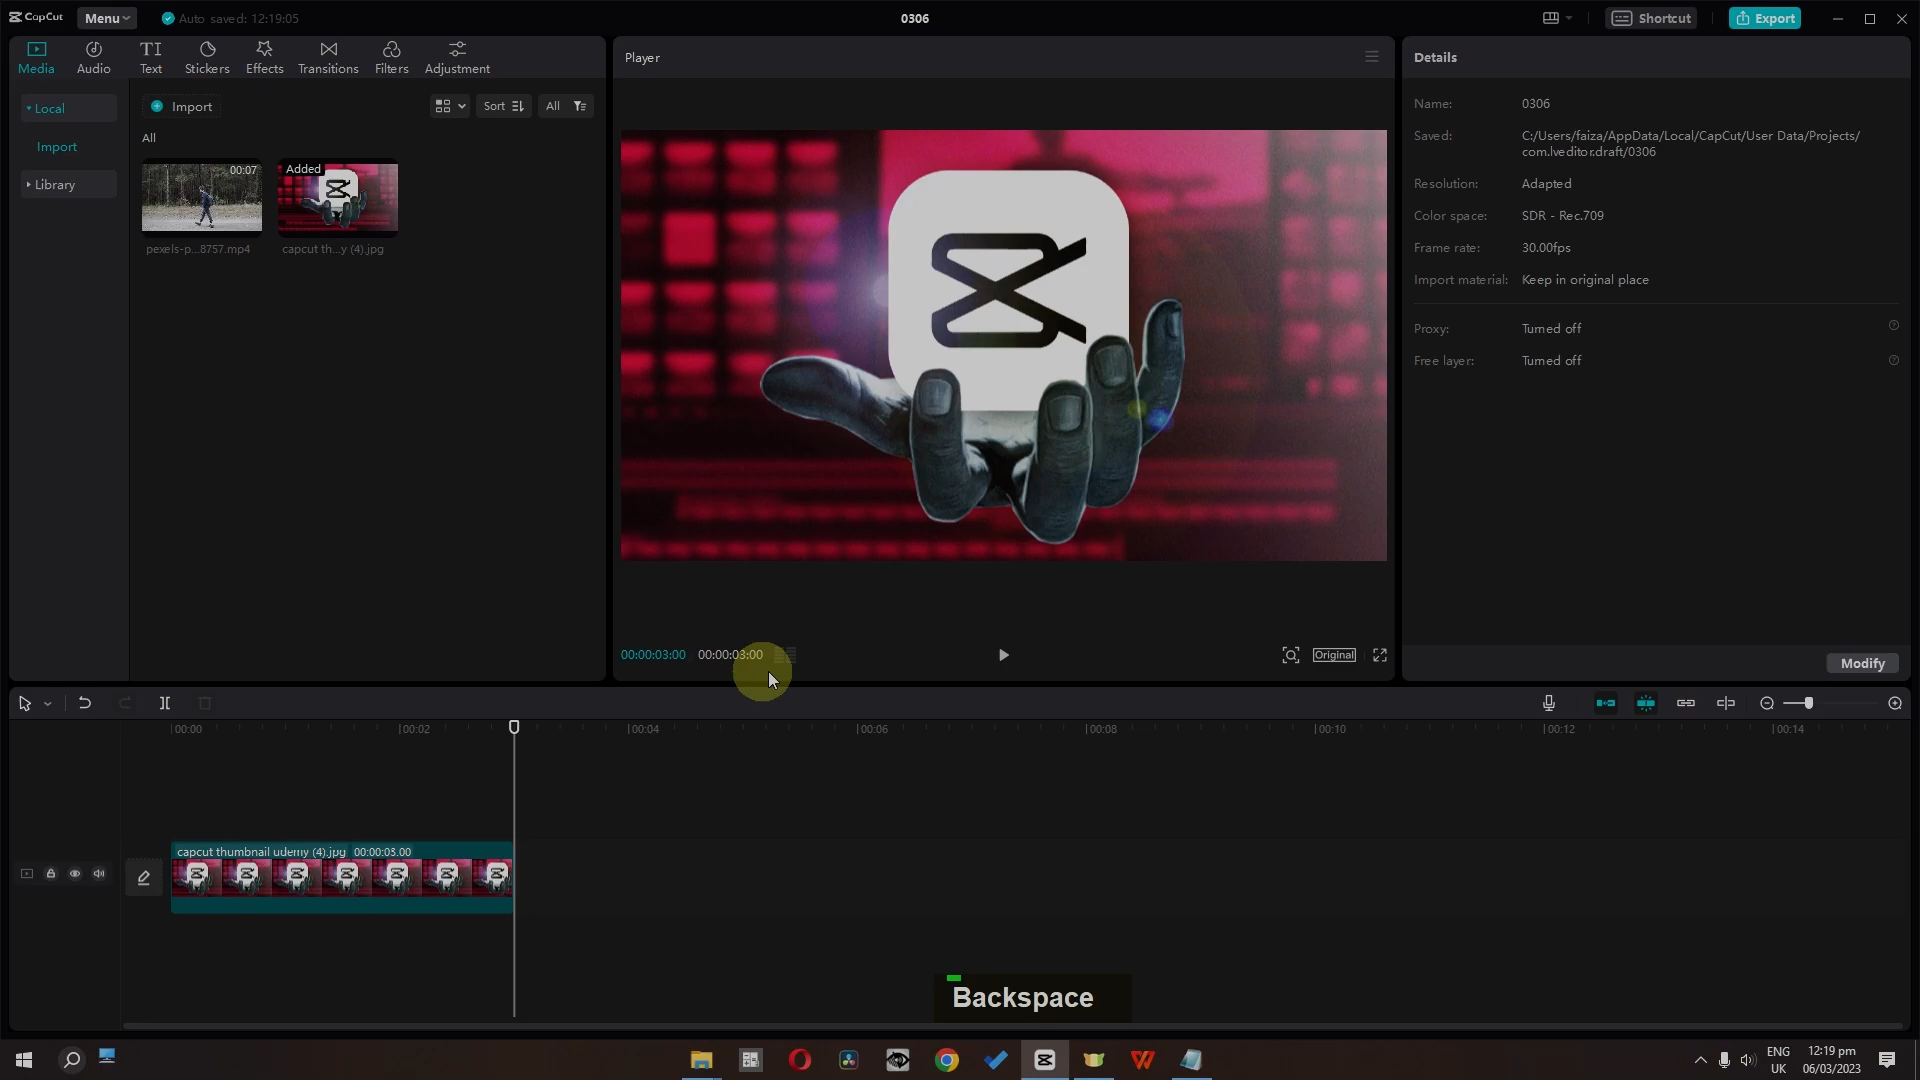 CapCut
Menu
Auto saved: 12:19:05
0306
Shortcut
Export
Media
Audio
Text
Stickers
Effects
Transitions
Filters
Adjustment
Player
Details
Local
Import
Sort
All
Import
All
Library
00:07
Added
pexels-p...8757.mp4
capcut th...y (4).jpg
Name:
0306
Saved:
C:/Users/faiza/AppData/Local/CapCut/User Data/Projects/
com.lveditor.draft/0306
Resolution:
Adapted
Color space:
SDR - Rec.709
Frame rate:
30.00fps
Import material:
Keep in original place
Proxy:
Turned off
Free layer:
Turned off
00:00:03:00
00:00:03:00
Original
Modify
00:00
00:02
00:04
00:06
00:08
00:10
00:12
00:14
capcut thumbnail udemy (4).jpg 00:00:03:00
Backspace
ENG
UK
12:19 pm
06/03/2023